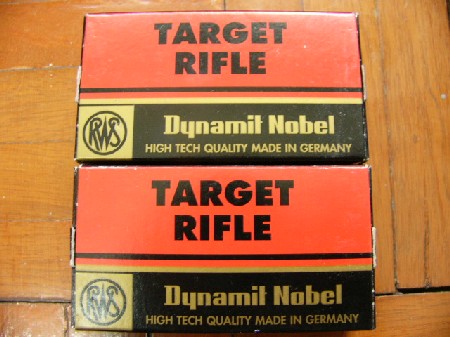 TARGET
RIFLE
RWS
Dynamit Nobel
HIGH TECH QUALITY MADE IN GERMANY
TARGET
RIFLE
RWS
Dynamit Nobel
HIGH TECH QUALITY MADE IN GERMANY